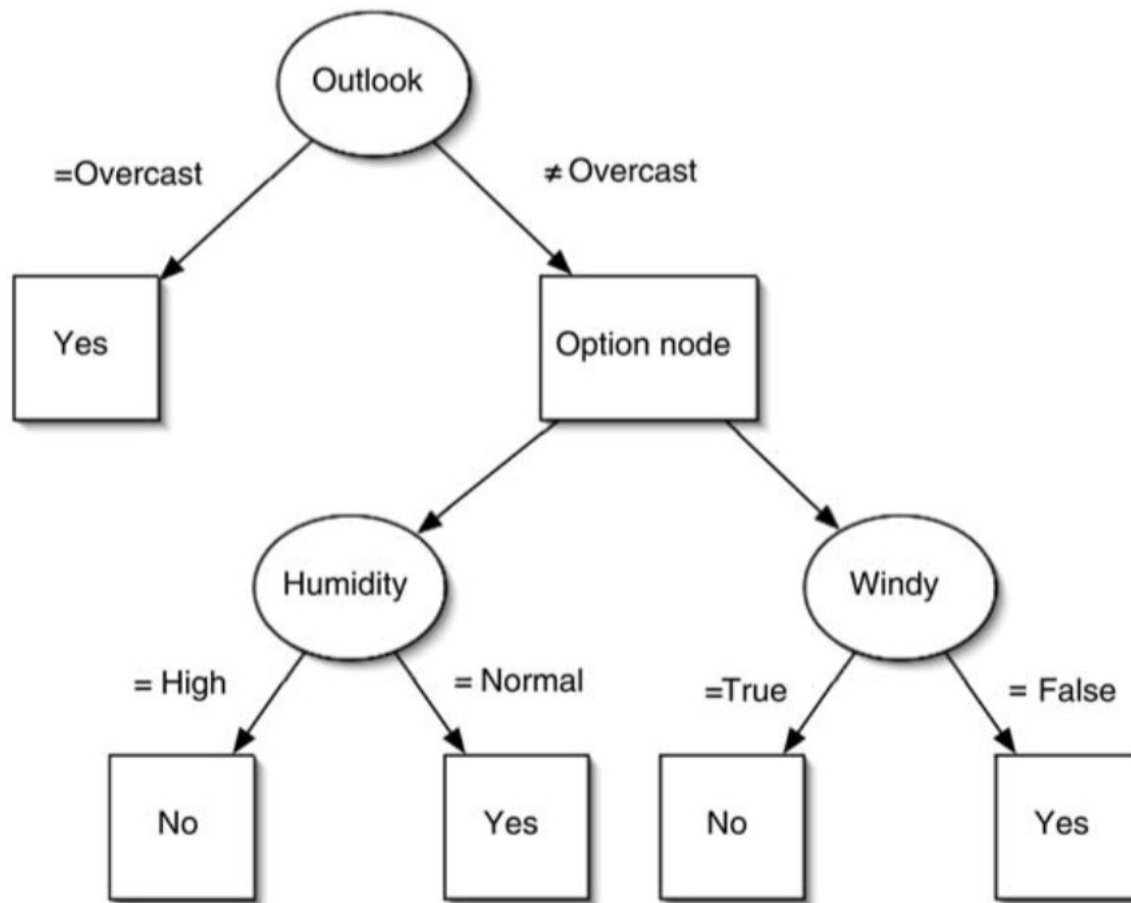 Outlook
=Overcast
≠ Overcast
Yes
Option node
Humidity
Windy
= High
= Normal
=True
= False
No
Yes
No
Yes